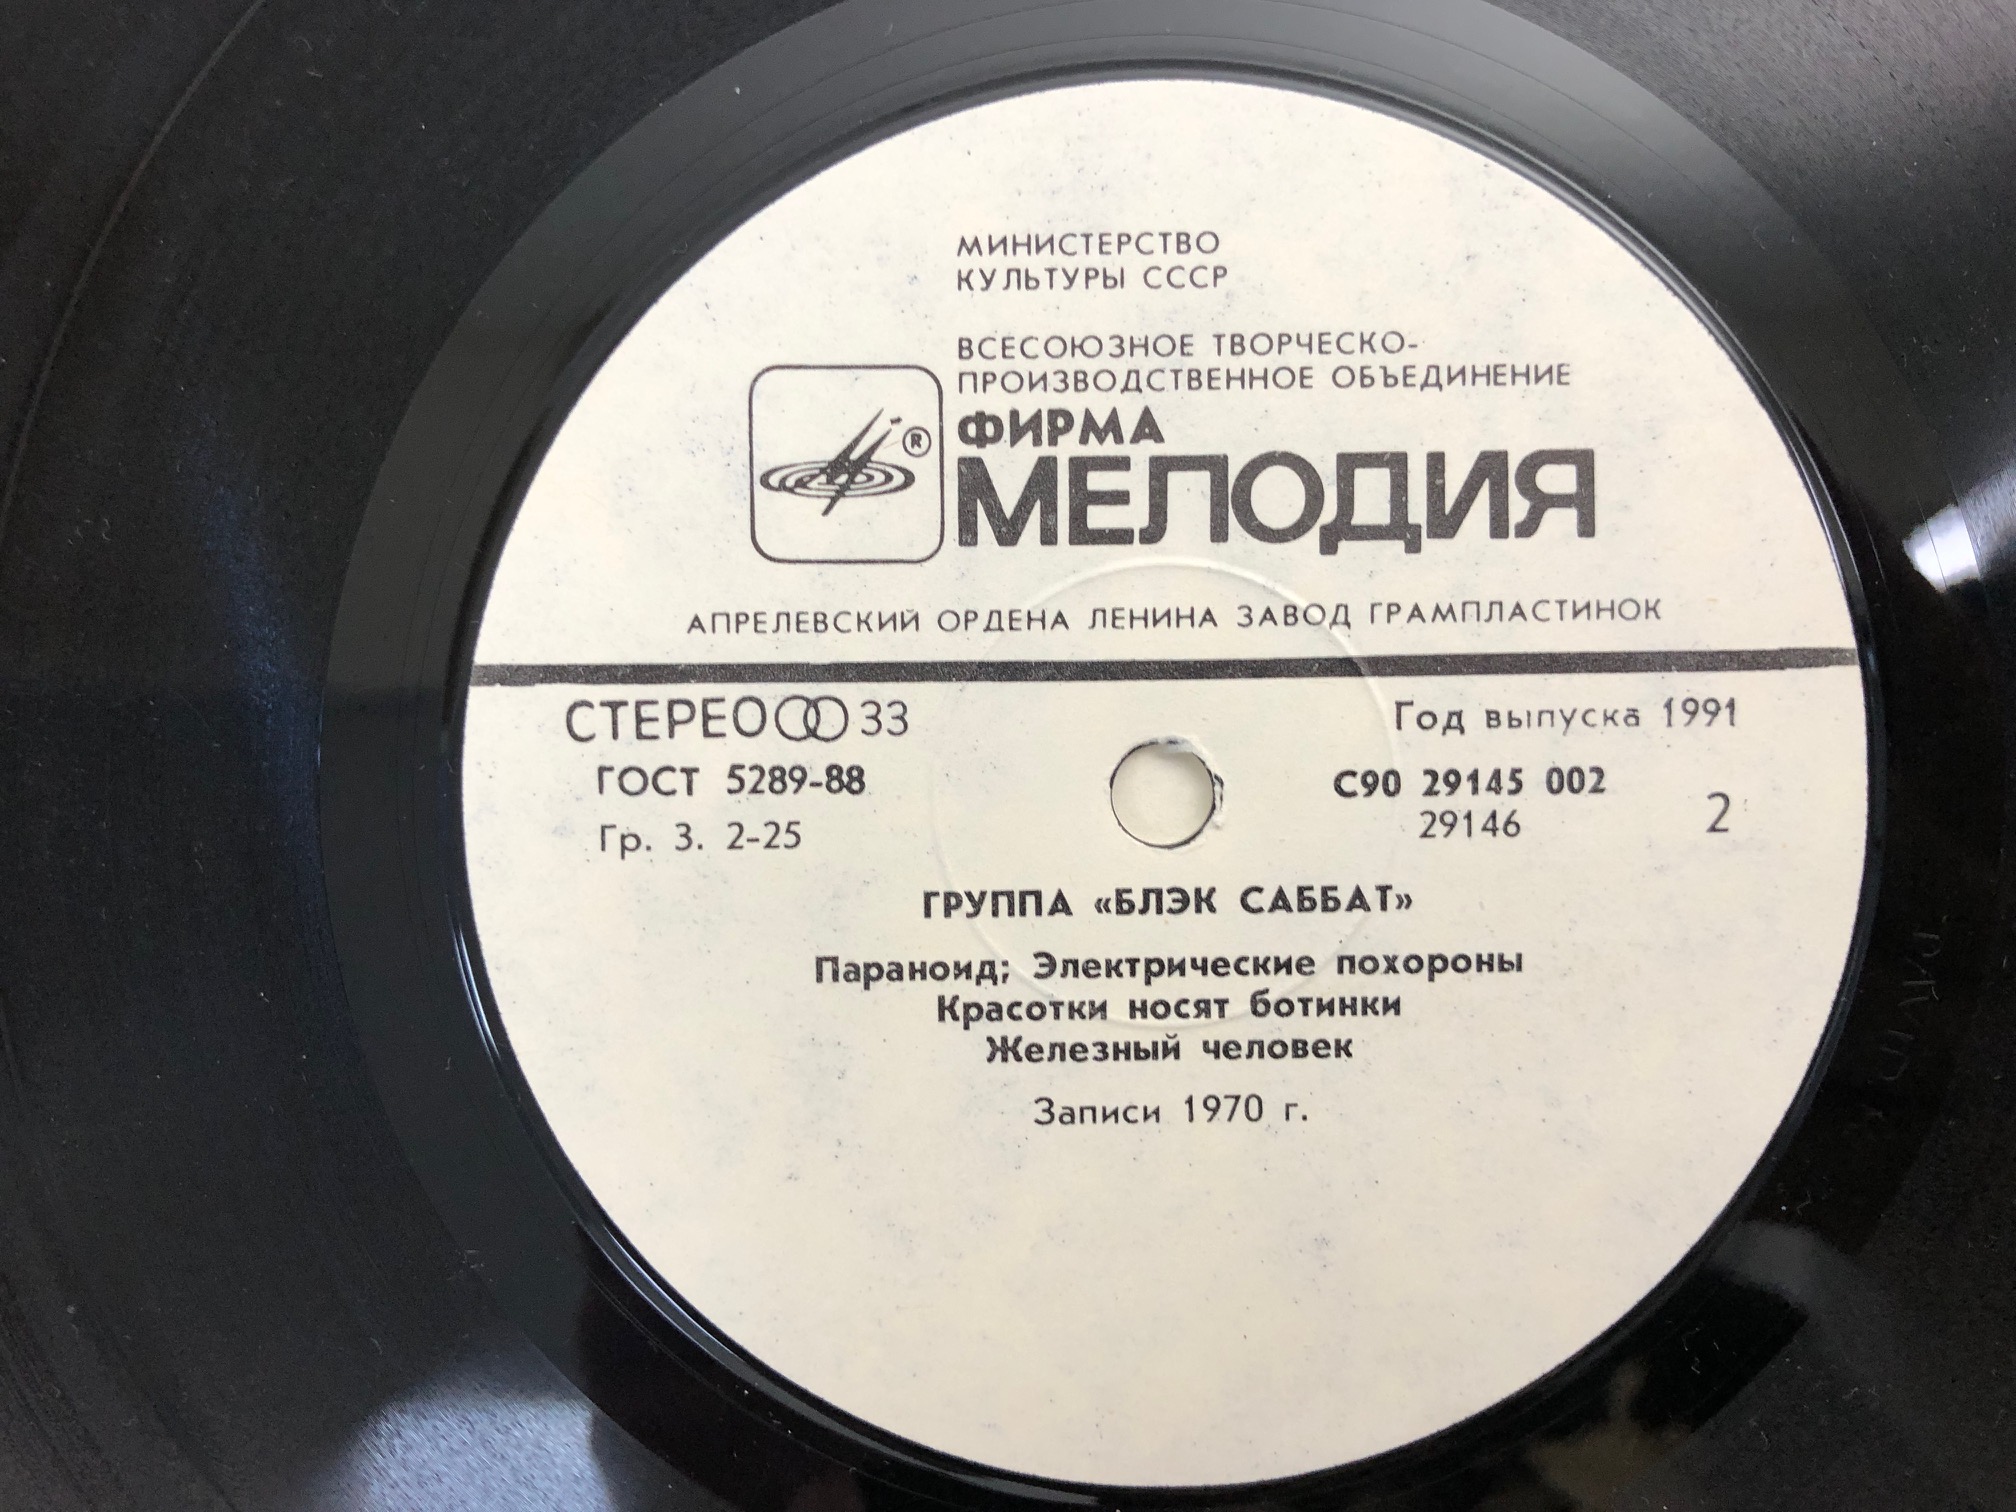 МИНИСТЕРСТВО
КУЛЬТУРЫ СССР
ВСЕСОЮЗНОЕ ТВОРЧЕСКО-
ПРОИЗВОДСТВЕННОЕ ОБЪЕДИНЕНИЕ
®
ФИРМА
МЕЛОДИЯ
АПРЕЛЕВСКИЙ ОРДЕНА ЛЕНИНА ЗАВОД ГРАМПЛАСТИНОК
СТЕРЕО 33
Год выпуска 1991
ГОСТ 5289-88
С90 29145 002
Гр. 3. 2-25
29146
2
ГРУППА «БЛЭК САББАТ»
Параноид; Электрические похороны
Красотки носят ботинки
Железный человек
Записи 1970 г.